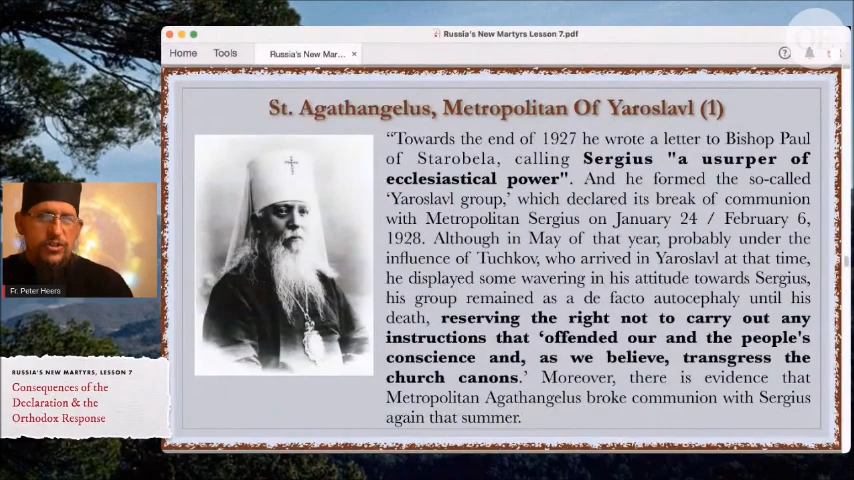 Russia's New Martyrs Lesson 7.pdf
Home Tools Russia's New Mar... ×
St. Agathangelus, Metropolitan Of Yaroslavl (1)
“Towards the end of 1927 he wrote a letter to Bishop Paul
of Starobela, calling Sergius "a usurper of
ecclesiastical power". And he formed the so-called
‘Yaroslavl group,’ which declared its break of communion
with Metropolitan Sergius on January 24 / February 6,
1928. Although in May of that year, probably under the
influence of Tuchkov, who arrived in Yaroslavl at that time,
he displayed some wavering in his attitude towards Sergius,
his group remained as a de facto autocephaly until his
death, reserving the right not to carry out any
instructions that ‘offended our and the people's
conscience and, as we believe, transgress the
church canons.’ Moreover, there is evidence that
Metropolitan Agathangelus broke communion with Sergius
again that summer.
Fr. Peter Heers
RUSSIA'S NEW MARTYRS, LESSON 7
Consequences of the
Declaration & the
Orthodox Response